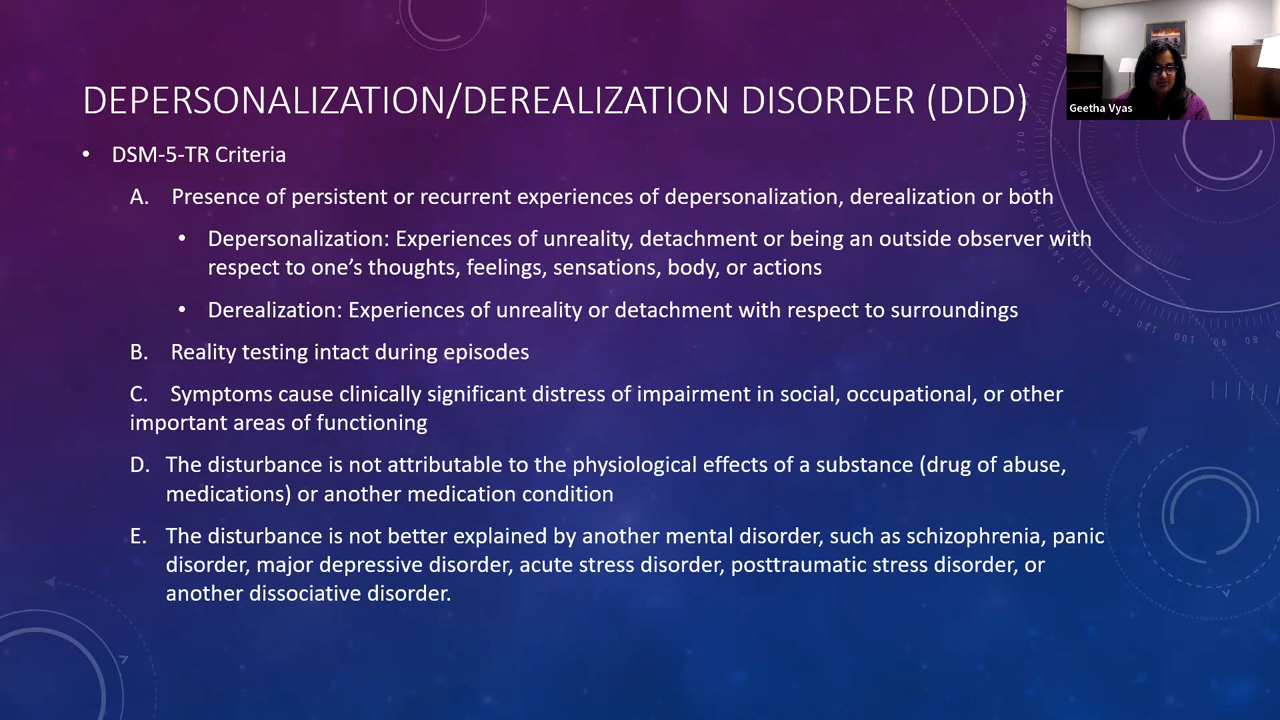 DEPERSONALIZATION/DEREALIZATION DISORDER (DDD)
Geetha Vyas
• DSM-5-TR Criteria
A. Presence of persistent or recurrent experiences of depersonalization, derealization or both
• Depersonalization: Experiences of unreality, detachment or being an outside observer with
respect to one's thoughts, feelings, sensations, body, or actions
• Derealization: Experiences of unreality or detachment with respect to surroundings
B. Reality testing intact during episodes
C. Symptoms cause clinically significant distress of impairment in social, occupational, or other
important areas of functioning
D. The disturbance is not attributable to the physiological effects of a substance (drug of abuse,
medications) or another medication condition
E. The disturbance is not better explained by another mental disorder, such as schizophrenia, panic
disorder, major depressive disorder, acute stress disorder, posttraumatic stress disorder, or
another dissociative disorder.